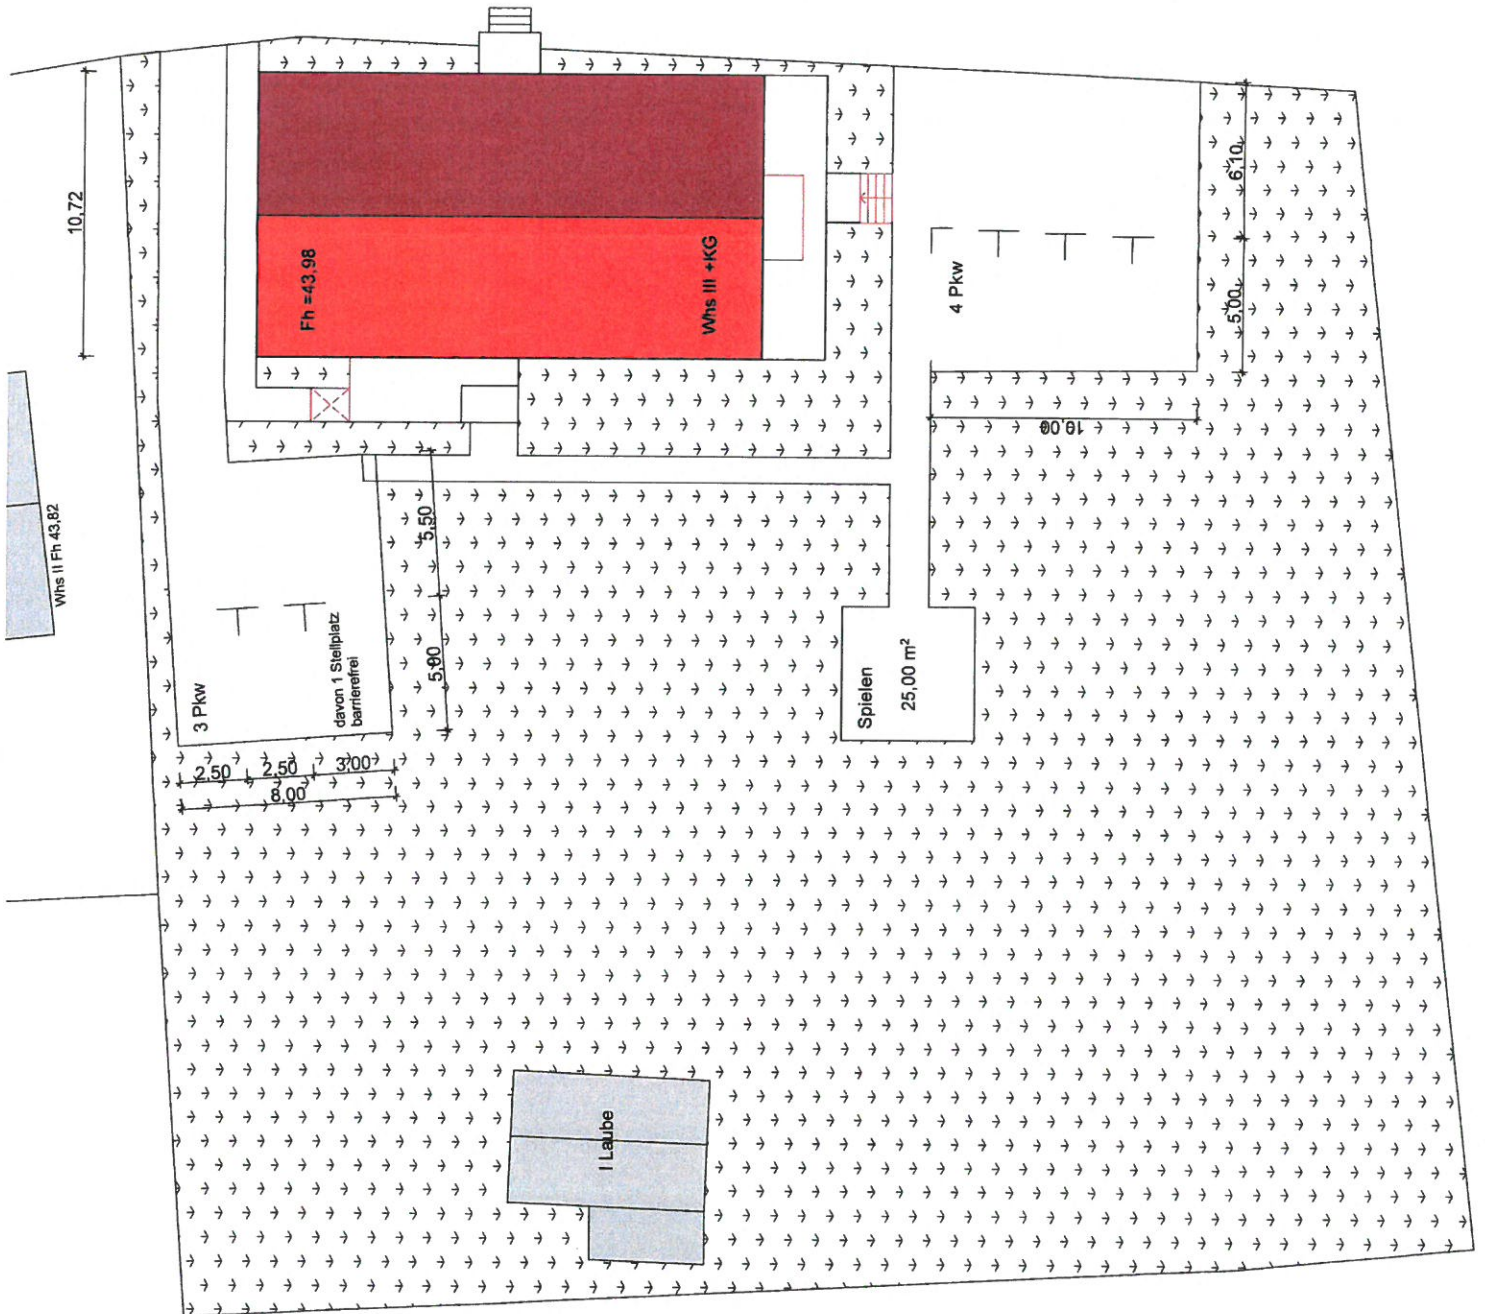 10,72
Fh =43,98
Whs III +KG
Whs II Fh 43,82
6,10
5,00
4 Pkw
10,00
5,50
5,00
3 Pkw
davon 1 Stellplatz
barrierefrei
2,50
2,50
3,00
8,00
Spielen
25,00 m²
I Laube